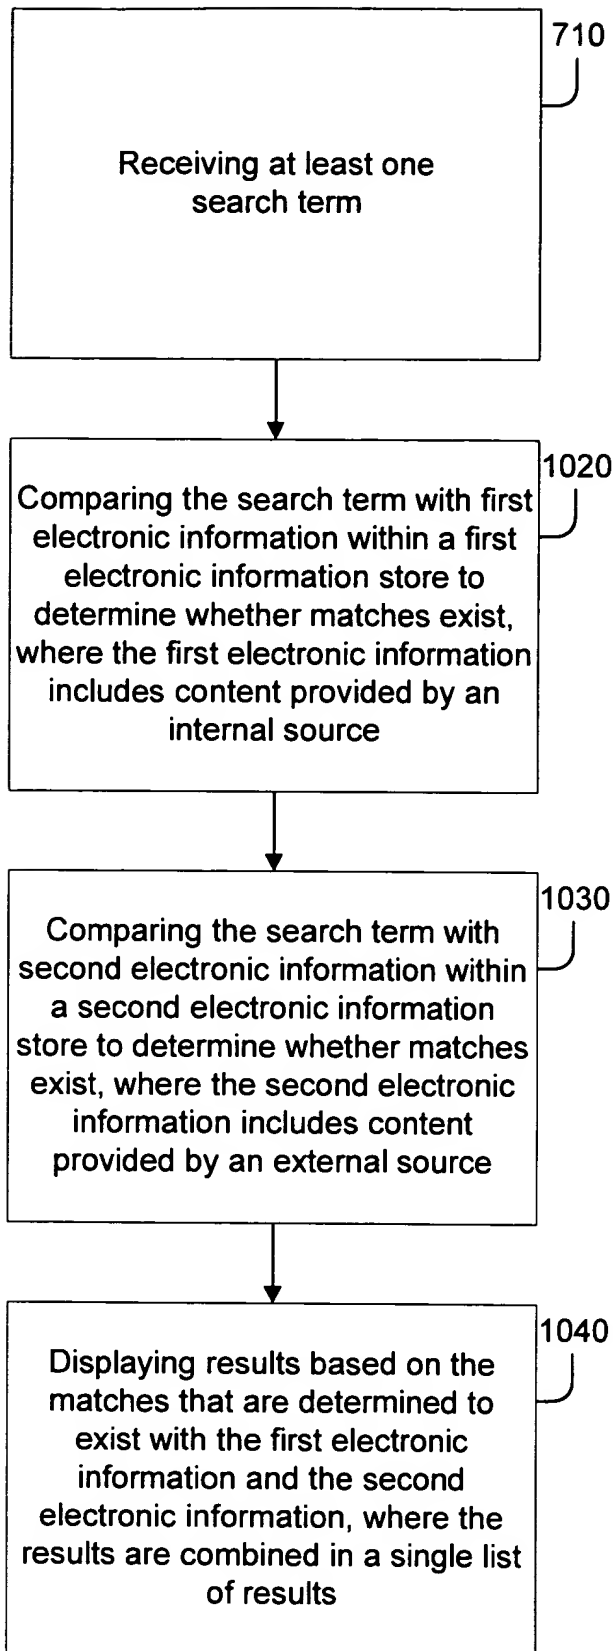 710
Receiving at least one
search term
1020
Comparing the search term with first
electronic information within a first
electronic information store to
determine whether matches exist,
where the first electronic information
includes content provided by an
internal source
1030
Comparing the search term with
second electronic information within
a second electronic information
store to determine whether matches
exist, where the second electronic
information includes content
provided by an external source
1040
Displaying results based on the
matches that are determined to
exist with the first electronic
information and the second
electronic information, where the
results are combined in a single list
of results